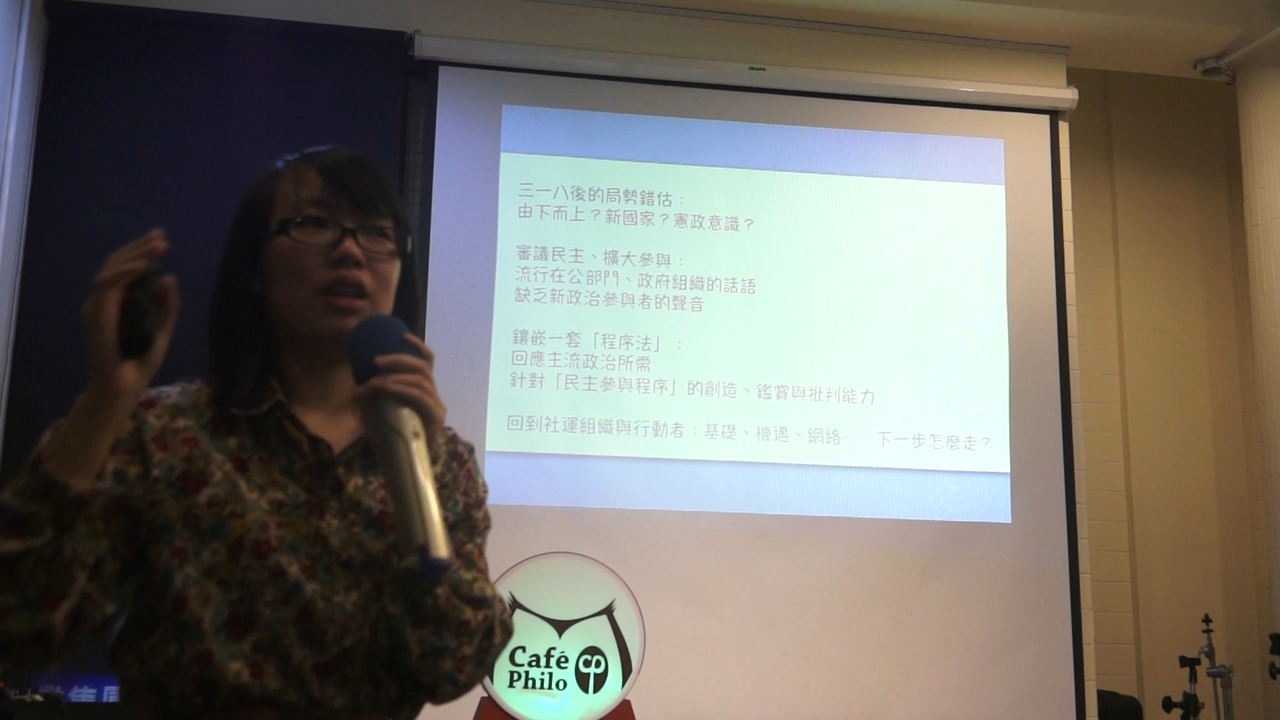 三一八後的局勢錯估：
由下而上？新國家？憲政意識？
審議民主、擴大參與：
流行在公部門、政府組織的話語
缺乏新政治參與者的聲音
鑲嵌一套「程序法」：
回應主流政治所需
針對「民主參與程序」的創造、鑑賞與批判能力
回到社運組織與行動者：基礎、機遇、網絡……下一步怎麼走？
Café
Philo